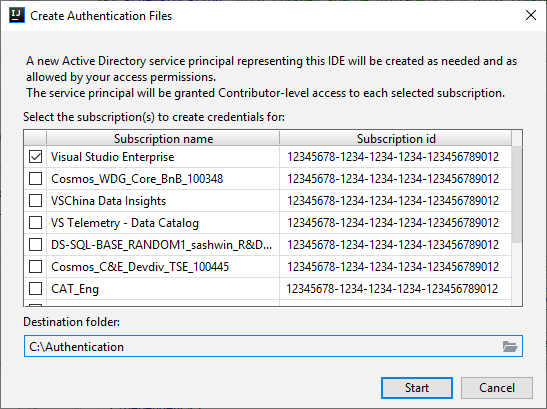 IJ
Create Authentication Files
A new Active Directory service principal representing this IDE will be created as needed and as
allowed by your access permissions.
The service principal will be granted Contributor-level access to each selected subscription.
Select the subscription(s) to create credentials for:
Subscription name Subscription id
Visual Studio Enterprise 12345678-1234-1234-1234-123456789012
Cosmos_WDG_Core_BnB_100348 12345678-1234-1234-1234-123456789012
VSChina Data Insights 12345678-1234-1234-1234-123456789012
VS Telemetry - Data Catalog 12345678-1234-1234-1234-123456789012
DS-SQL-BASE_RANDOM1_sashwin_R&D... 12345678-1234-1234-1234-123456789012
Cosmos_C&E_Devdiv_TSE_100445 12345678-1234-1234-1234-123456789012
CAT_Eng 12345678-1234-1234-1234-123456789012
Destination folder:
C:\Authentication
Start Cancel